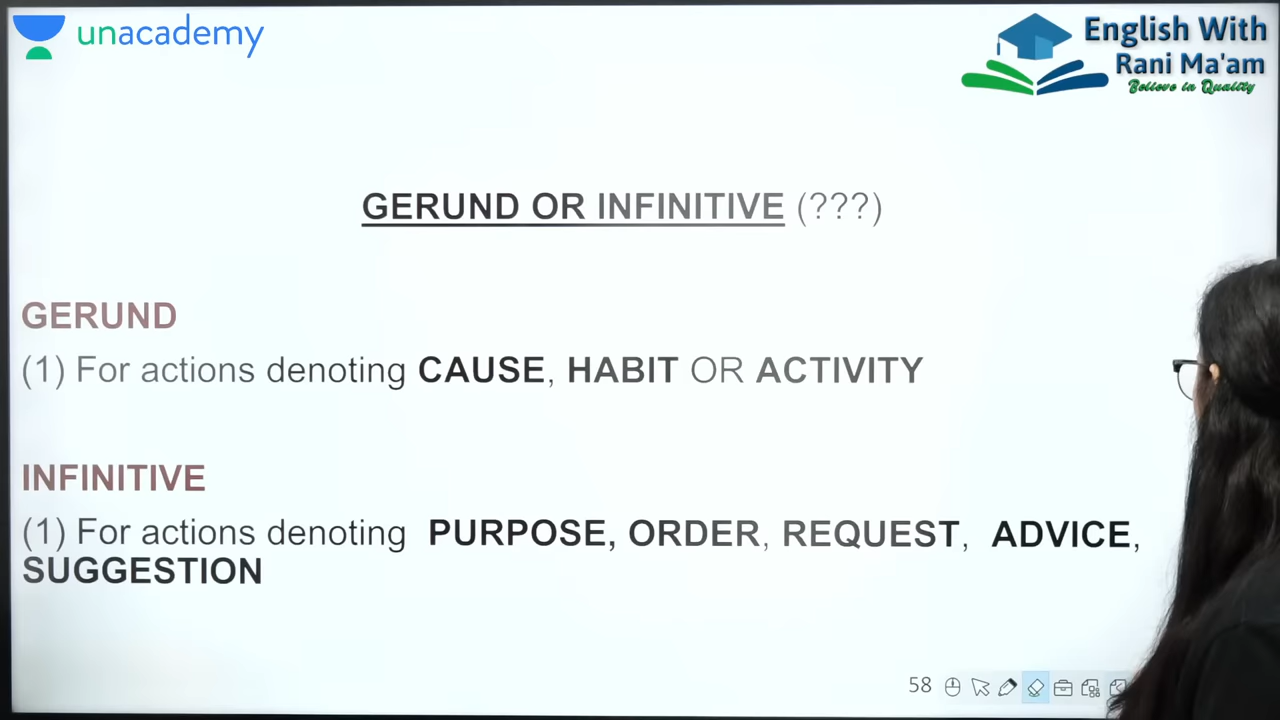 unacademy
English With
Rani Ma'am
Believe in Quality
GERUND OR INFINITIVE (???)
GERUND
(1) For actions denoting CAUSE, HABIT OR ACTIVITY
INFINITIVE
(1) For actions denoting PURPOSE, ORDER, REQUEST, ADVICE,
SUGGESTION
58